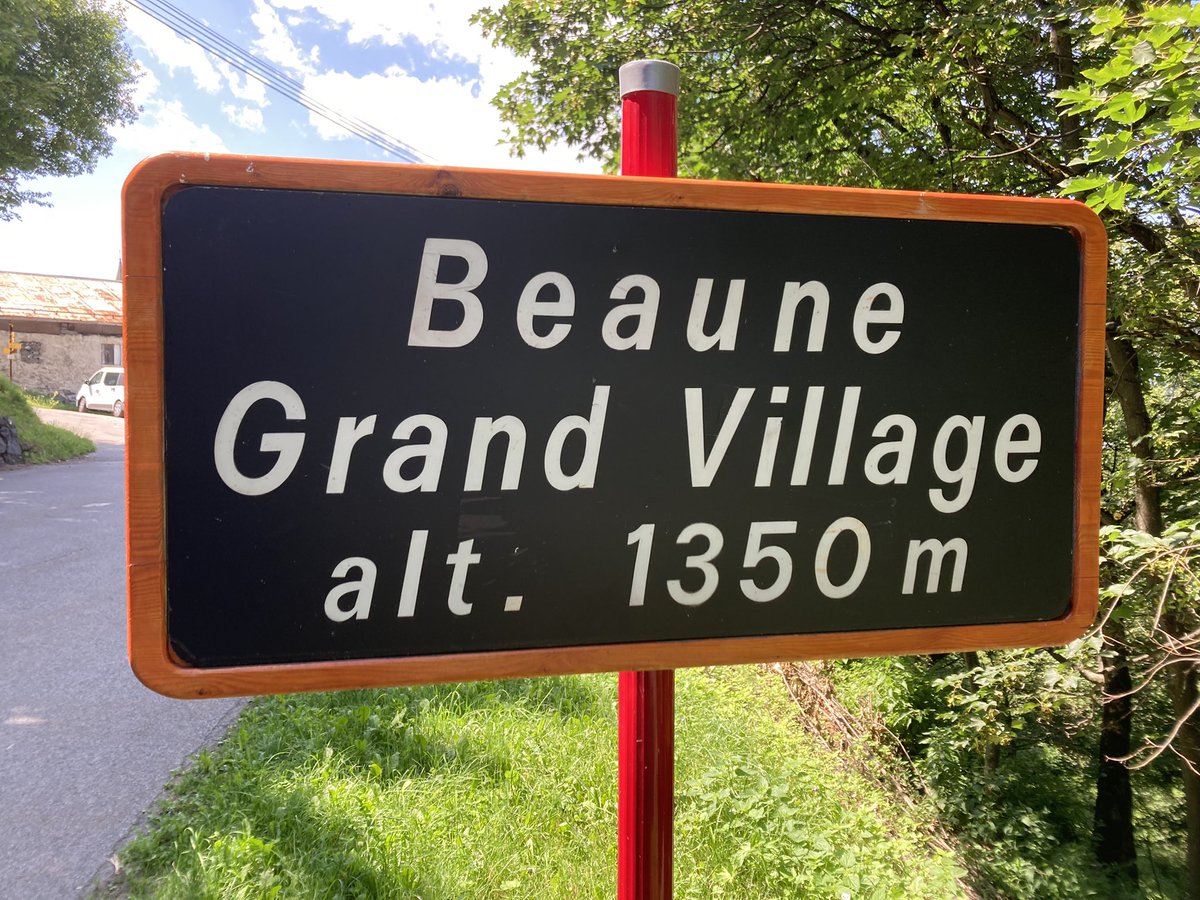 Beaune
Grand Village
alt. 1350 m